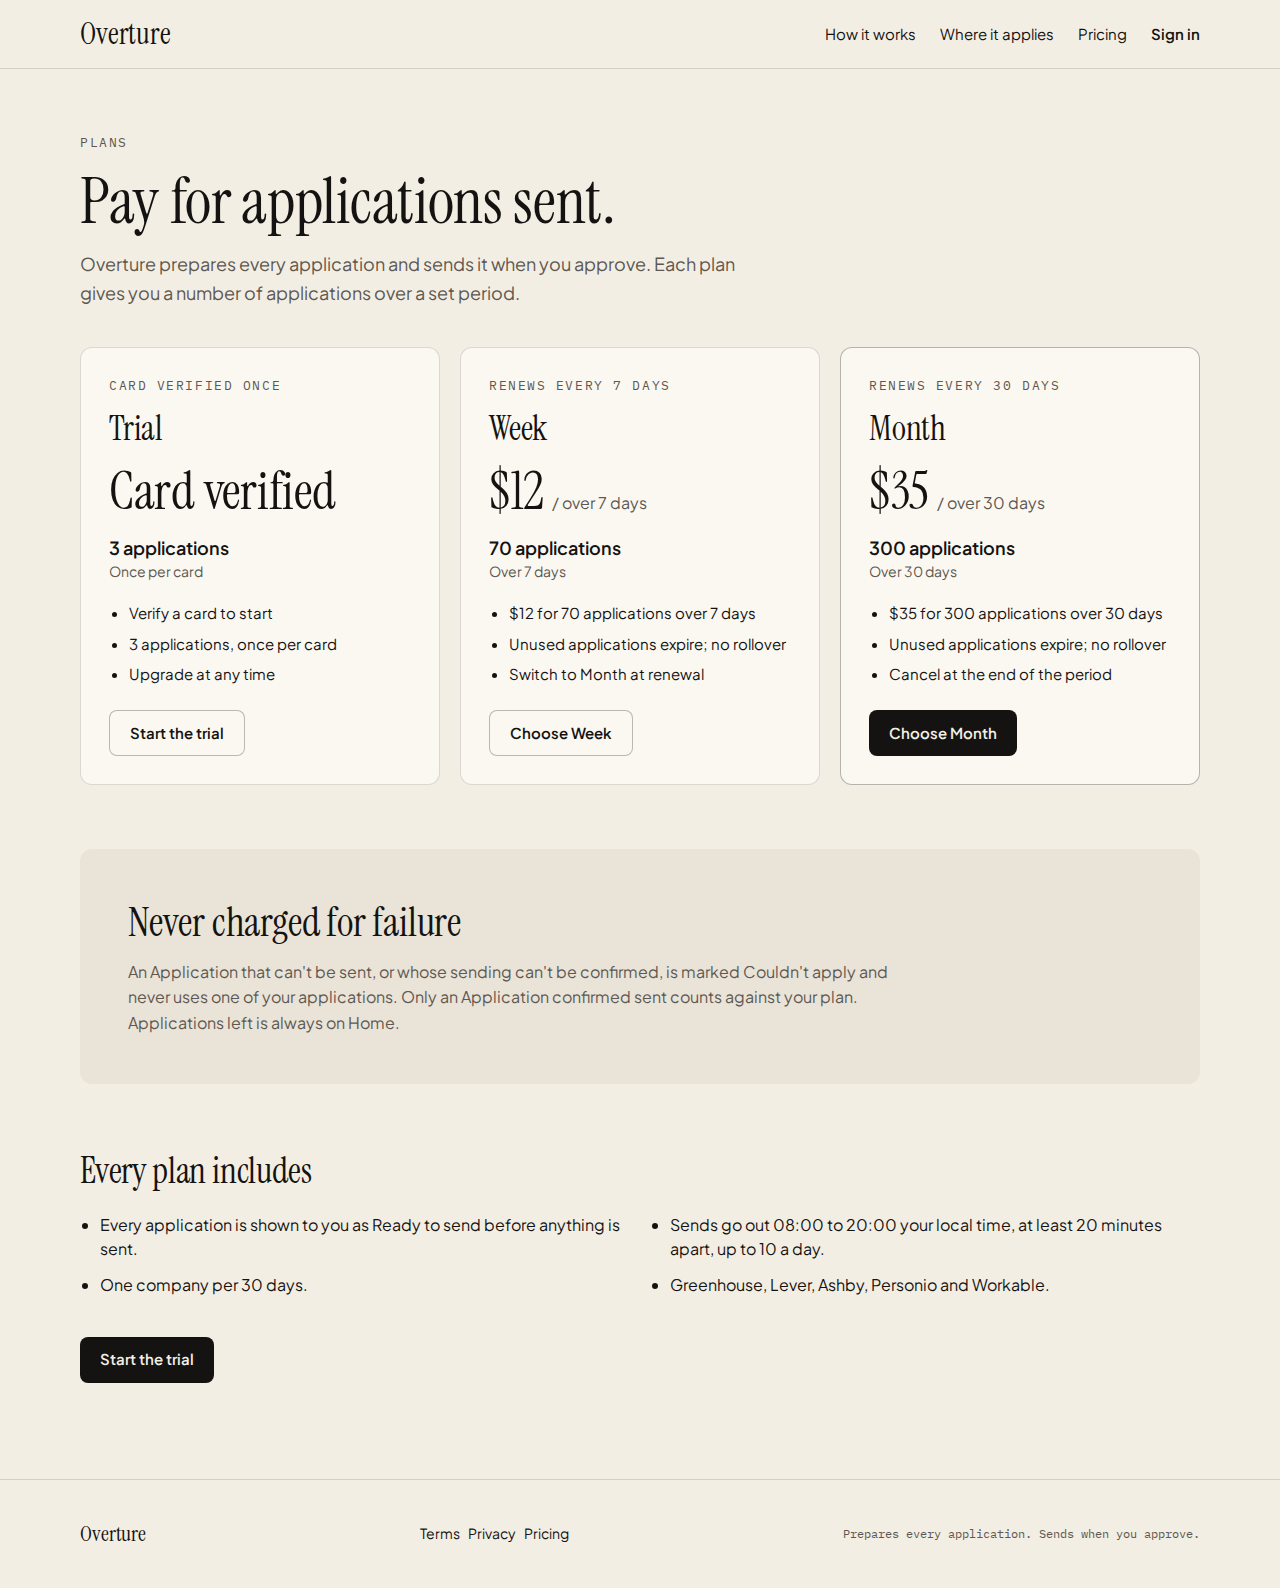 Overture
How it works Where it applies Pricing Sign in
PLANS
Pay for applications sent.
Overture prepares every application and sends it when you approve. Each plan
gives you a number of applications over a set period.
CARD VERIFIED ONCE
Trial
Card verified
3 applications
Once per card
• Verify a card to start
• 3 applications, once per card
• Upgrade at any time
Start the trial
RENEWS EVERY 7 DAYS
Week
$12 / over 7 days
70 applications
Over 7 days
• $12 for 70 applications over 7 days
• Unused applications expire; no rollover
• Switch to Month at renewal
Choose Week
RENEWS EVERY 30 DAYS
Month
$35 / over 30 days
300 applications
Over 30 days
• $35 for 300 applications over 30 days
• Unused applications expire; no rollover
• Cancel at the end of the period
Choose Month
Never charged for failure
An Application that can't be sent, or whose sending can't be confirmed, is marked Couldn't apply and
never uses one of your applications. Only an Application confirmed sent counts against your plan.
Applications left is always on Home.
Every plan includes
• Every application is shown to you as Ready to send before anything is
sent.
• One company per 30 days.
• Sends go out 08:00 to 20:00 your local time, at least 20 minutes
apart, up to 10 a day.
• Greenhouse, Lever, Ashby, Personio and Workable.
Start the trial
Overture
Terms Privacy Pricing
Prepares every application. Sends when you approve.